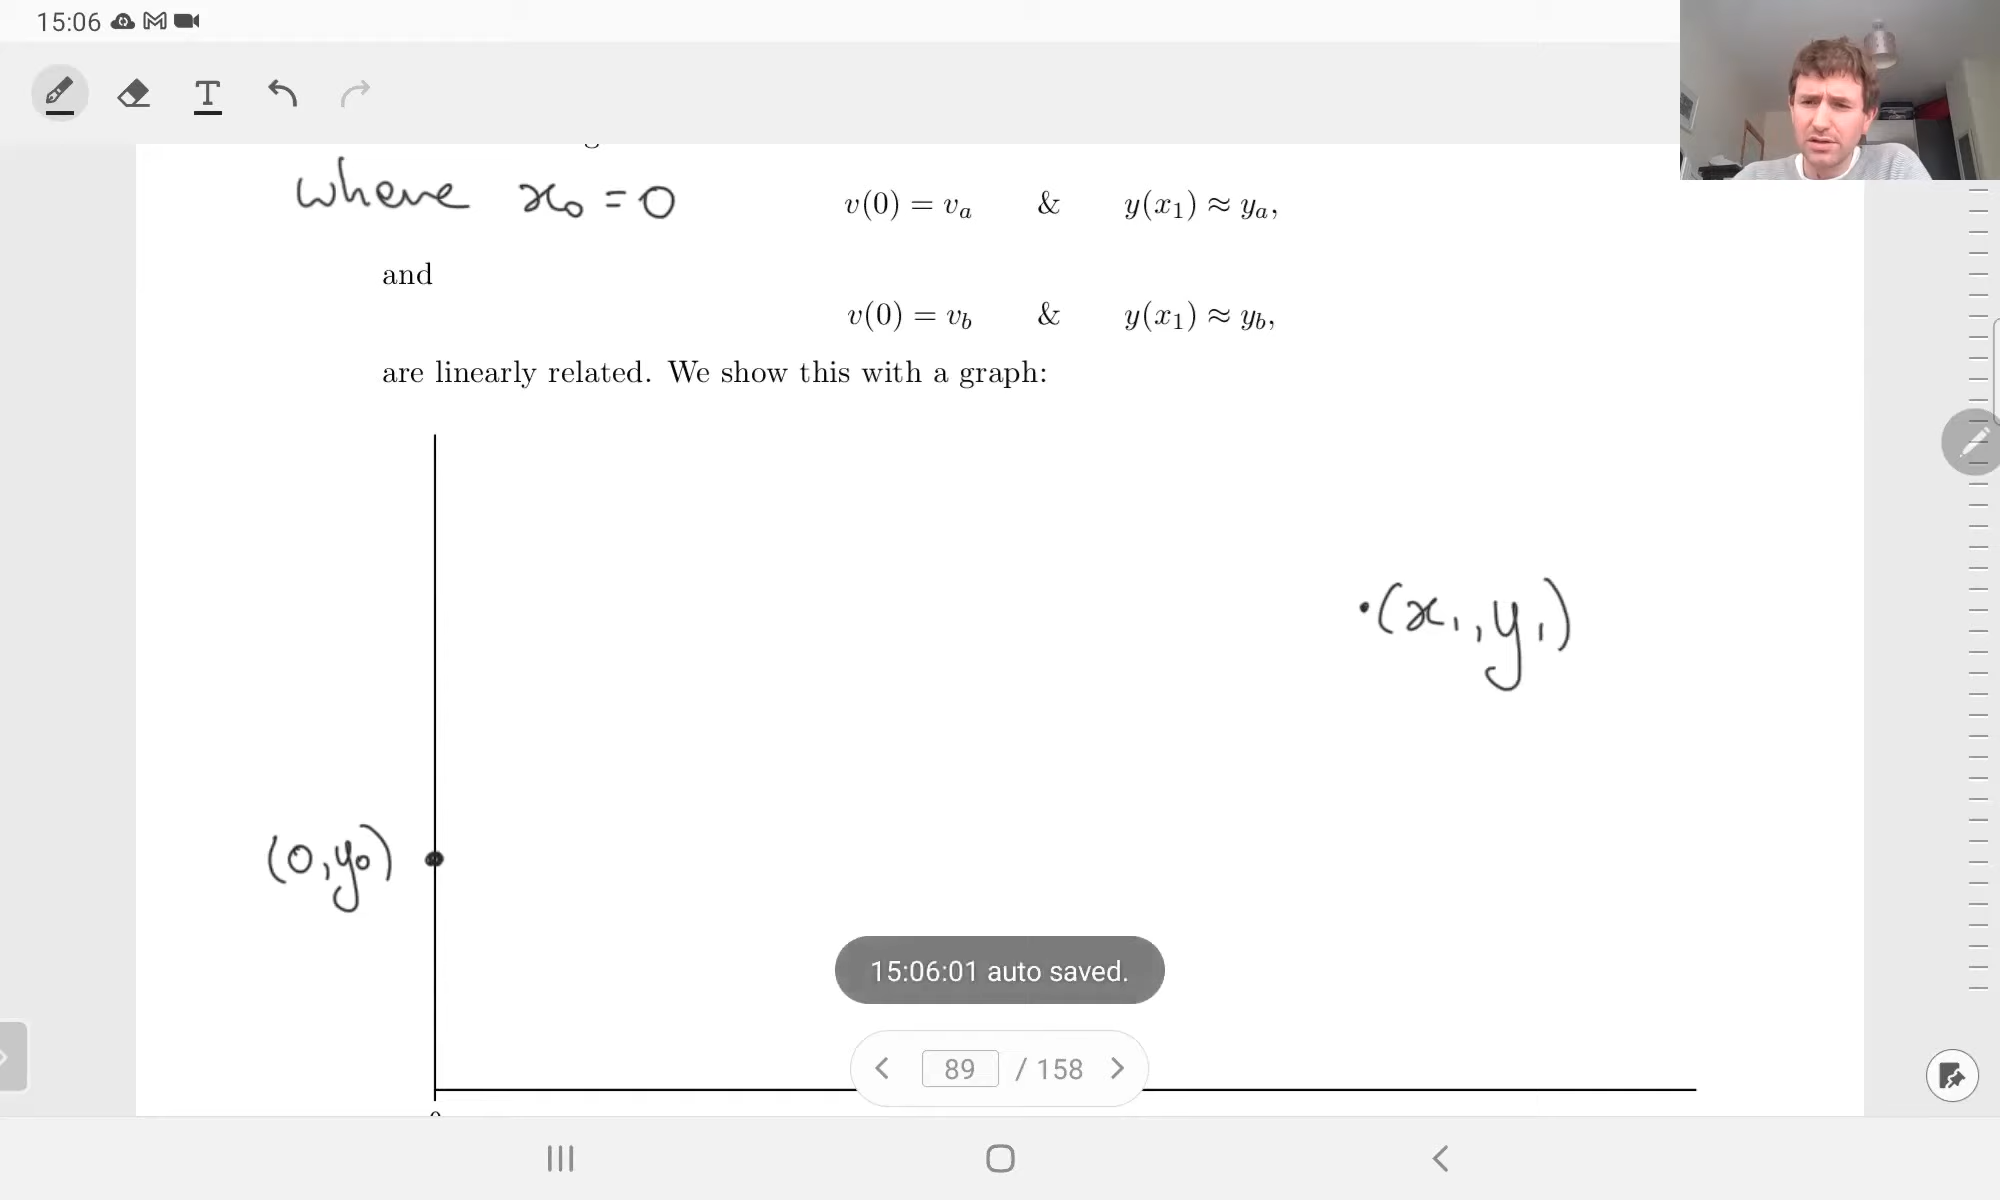 15:06
T
where x₀ = 0
v(0) = vₐ & y(x₁) ≈ yₐ,
and
v(0) = v_b & y(x₁) ≈ y_b,
are linearly related. We show this with a graph:
(x₁, y₁)
(0, y₀)
15:06:01 auto saved.
89 / 158